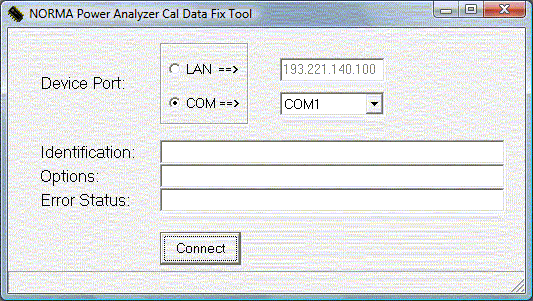 NORMA Power Analyzer Cal Data Fix Tool
Device Port:
LAN ==>
193.221.140.100
COM ==>
COM1
Identification:
Options:
Error Status:
Connect